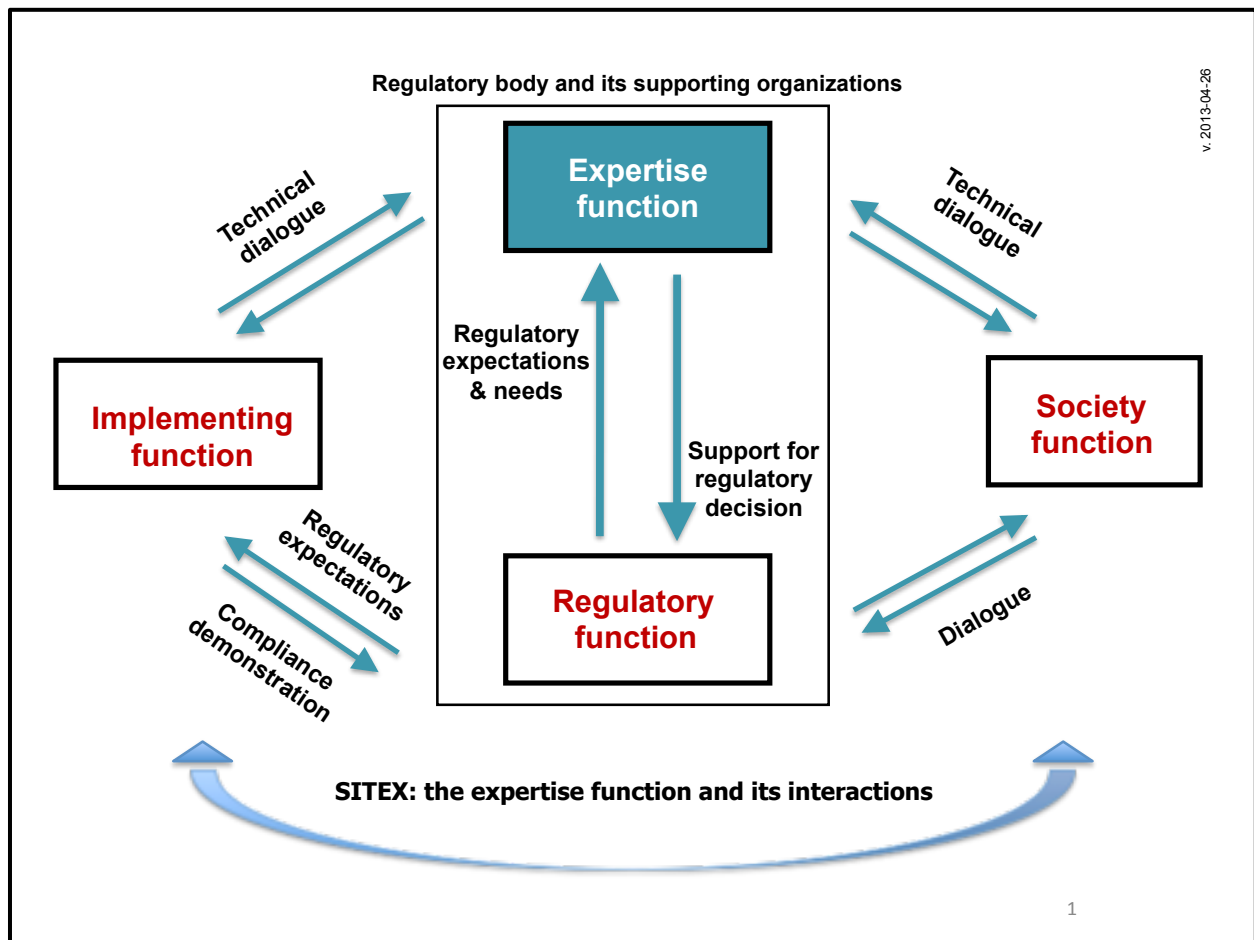 Regulatory body and its supporting organizations
v. 2013-04-26
Expertise
function
Technical
dialogue
Technical
dialogue
Regulatory
expectations
& needs
Implementing
function
Society
function
Support for
regulatory
decision
Regulatory
expectations
Compliance
demonstration
Regulatory
function
Dialogue
SITEX: the expertise function and its interactions
1